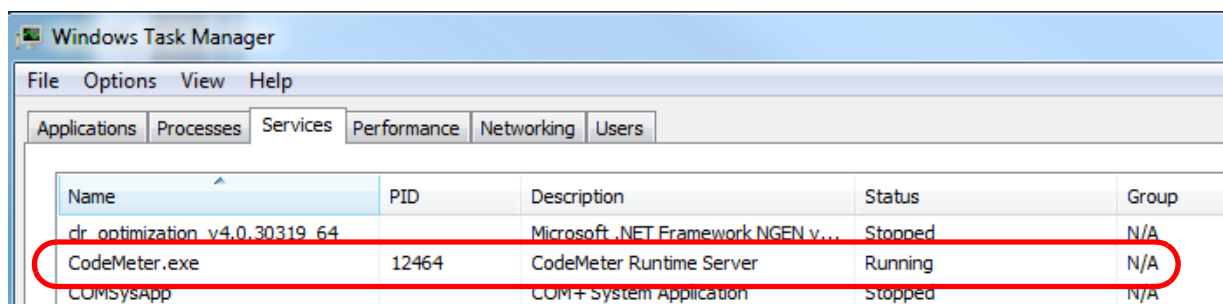 Windows Task Manager
File Options View Help
Applications Processes Services Performance Networking Users
Name PID Description Status Group
clr_optimization_v4.0.30319_64 Microsoft .NET Framework NGEN v... Stopped N/A
CodeMeter.exe 12464 CodeMeter Runtime Server Running N/A
COMSysApp COM+ System Application Stopped N/A